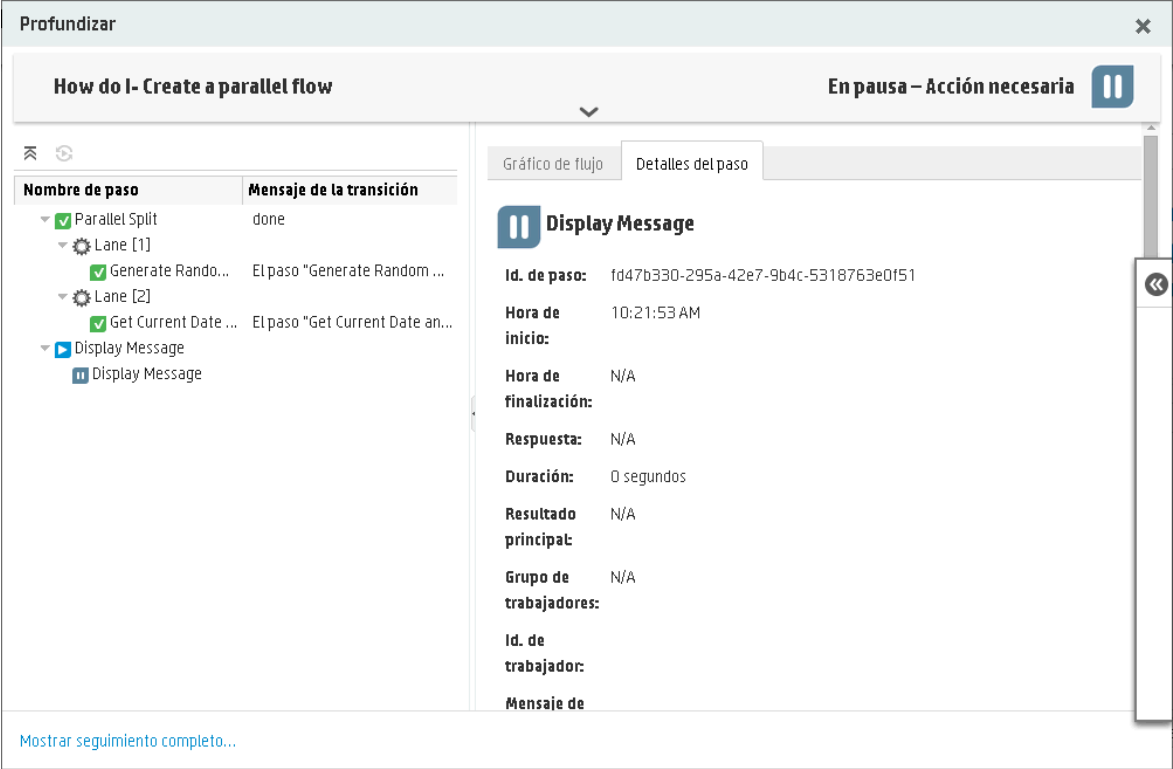 Profundizar
How do I- Create a parallel flow
En pausa – Acción necesaria
Nombre de paso Mensaje de la transición
Parallel Split done
Lane [1]
Generate Rando... El paso "Generate Random ...
Lane [2]
Get Current Date ... El paso "Get Current Date an...
Display Message
Display Message
Gráfico de flujo Detalles del paso
Display Message
Id. de paso: fd47b330-295a-42e7-9b4c-5318763e0f51
Hora de inicio: 10:21:53 AM
Hora de finalización: N/A
Respuesta: N/A
Duración: 0 segundos
Resultado principal: N/A
Grupo de trabajadores: N/A
Id. de trabajador:
Mensaje de
Mostrar seguimiento completo...